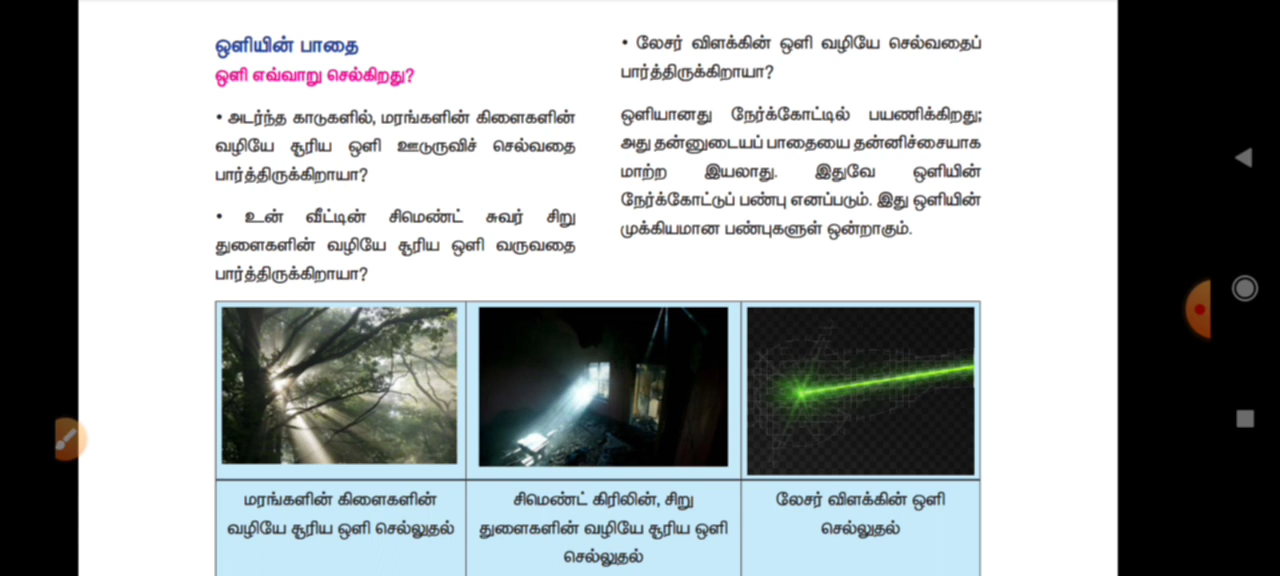 ஒளியின் பாதை
ஒளி எவ்வாறு செல்கிறது?
• அடர்ந்த காடுகளில், மரங்களின் கிளைகளின்
வழியே சூரிய ஒளி ஊடுருவிச் செல்வதை
பார்த்திருக்கிறாயா?
• உன் வீட்டின் சிமெண்ட் சுவர் சிறு
துளைகளின் வழியே சூரிய ஒளி வருவதை
பார்த்திருக்கிறாயா?
• லேசர் விளக்கின் ஒளி வழியே செல்வதைப்
பார்த்திருக்கிறாயா?
ஒளியானது நேர்க்கோட்டில் பயணிக்கிறது;
அது தன்னுடையப் பாதையை தன்னிச்சையாக
மாற்ற இயலாது. இதுவே ஒளியின்
நேர்க்கோட்டுப் பண்பு எனப்படும். இது ஒளியின்
முக்கியமான பண்புகளுள் ஒன்றாகும்.
மரங்களின் கிளைகளின்
வழியே சூரிய ஒளி செல்லுதல்
சிமெண்ட் கிரிலின், சிறு
துளைகளின் வழியே சூரிய ஒளி
செல்லுதல்
லேசர் விளக்கின் ஒளி
செல்லுதல்